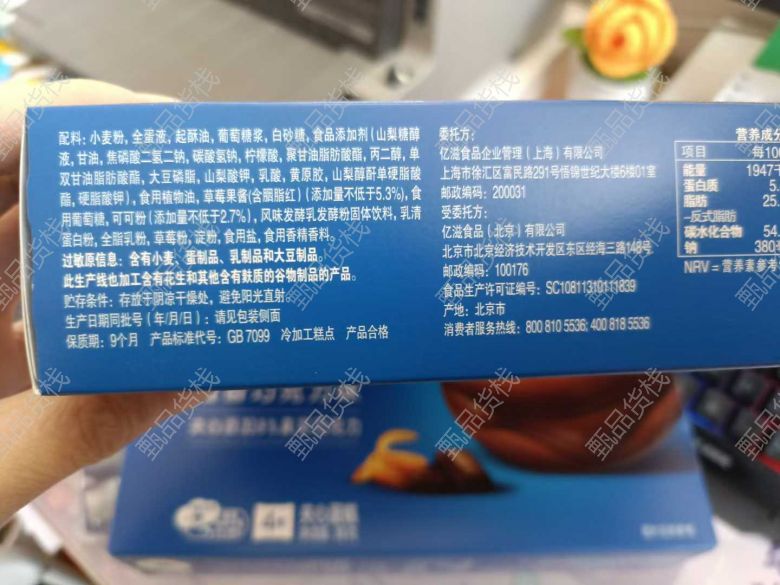 配料：小麦粉，全蛋液，起酥油，葡萄糖浆，白砂糖，食品添加剂（山梨糖醇
液，甘油，焦磷酸二氢二钠，碳酸氢钠，柠檬酸，聚甘油脂肪酸酯，丙二醇，单
双甘油脂肪酸酯，大豆磷脂，山梨酸钾，乳酸，黄原胶，山梨醇酐单硬脂酸
酯，硬脂酸钾），食用植物油，草莓果酱（含胭脂红）（添加量不低于5.3%），食
用葡萄糖，可可粉（添加量不低于2.7%），风味发酵乳发酵粉固体饮料，乳清
蛋白粉，全脂乳粉，草莓粉，淀粉，食用盐，食用香精香料。
过敏原信息：含有小麦、蛋制品、乳制品和大豆制品。
此生产线也加工含有花生和其他含有麸质的谷物制品的产品。
贮存条件：存放于阴凉干燥处，避免阳光直射。
生产日期同批号（年/月/日）：请见包装侧面
保质期：9个月 产品标准代号：GB 7099 冷加工糕点 产品合格
委托方：
亿滋食品企业管理（上海）有限公司
上海市徐汇区富民路291号悟锦世纪大楼6楼01室
邮政编码：200031
受委托方：
亿滋食品（北京）有限公司
北京市北京经济技术开发区东区经海三路148号
邮政编码：100176
食品生产许可证编号：SC10811310111839
产地：北京市
消费者服务热线：800 810 5536; 400 818 5536
营养成分
项目 每100
能量 1947千
蛋白质 5.
脂肪 25.
－反式脂肪
碳水化合物 54.
钠 380
NRV = 营养素参考
甄品货栈